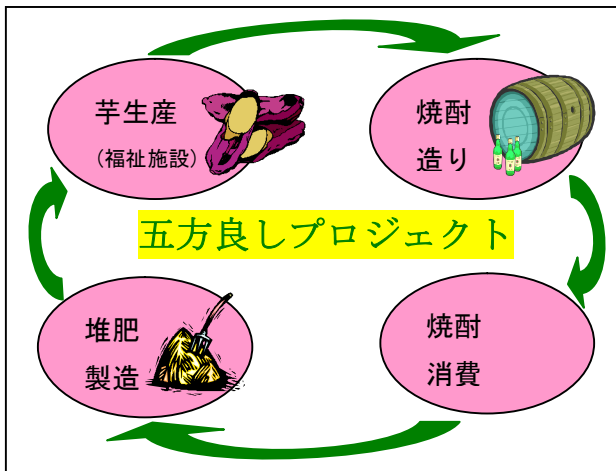 芋生産
（福祉施設）
焼酎
造り
五方良しプロジェクト
堆肥
製造
焼酎
消費